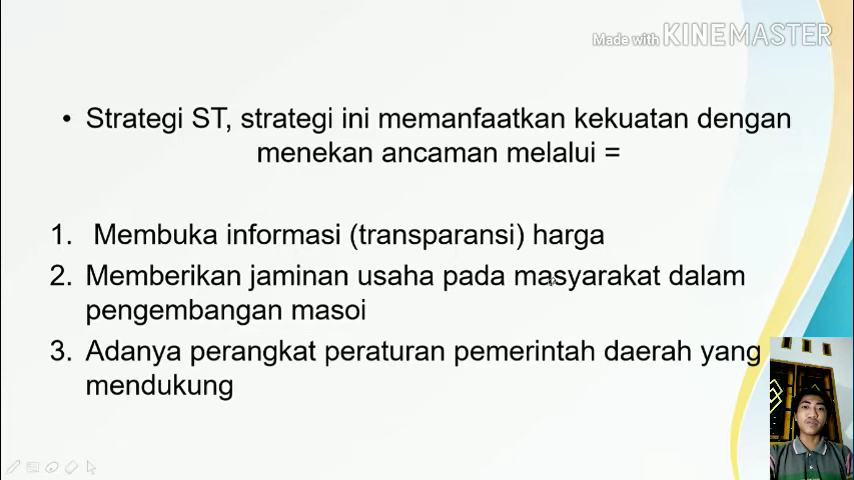 Made with KINEMASTER
• Strategi ST, strategi ini memanfaatkan kekuatan dengan
menekan ancaman melalui =
1. Membuka informasi (transparansi) harga
2. Memberikan jaminan usaha pada masyarakat dalam
pengembangan masoi
3. Adanya perangkat peraturan pemerintah daerah yang
mendukung